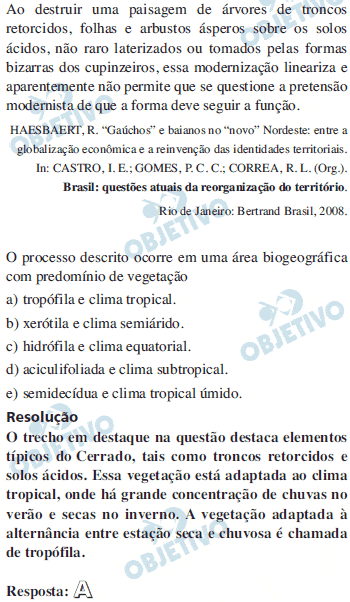 Ao destruir uma paisagem de árvores de troncos
retorcidos, folhas e arbustos ásperos sobre os solos
ácidos, não raro laterizados ou tomados pelas formas
bizarras dos cupinzeiros, essa modernização lineariza e
aparentemente não permite que se questione a pretensão
modernista de que a forma deve seguir a função.
HAESBAERT, R. “Gaúchos” e baianos no “novo” Nordeste: entre a
globalização econômica e a reinvenção das identidades territoriais.
In: CASTRO, I. E.; GOMES, P. C. C.; CORREA, R. L. (Org.).
Brasil: questões atuais da reorganização do território.
Rio de Janeiro: Bertrand Brasil, 2008.
O processo descrito ocorre em uma área biogeográfica
com predomínio de vegetação
a) tropófila e clima tropical.
b) xerótila e clima semiárido.
c) hidrófila e clima equatorial.
d) aciculifoliada e clima subtropical.
e) semidecídua e clima tropical úmido.
Resolução
O trecho em destaque na questão destaca elementos
típicos do Cerrado, tais como troncos retorcidos e
solos ácidos. Essa vegetação está adaptada ao clima
tropical, onde há grande concentração de chuvas no
verão e secas no inverno. A vegetação adaptada à
alternância entre estação seca e chuvosa é chamada
de tropófila.
Resposta: A
OBJETIVO
OBJETIVO
OBJETIVO
OBJETIVO
OBJETIVO
OBJETIVO